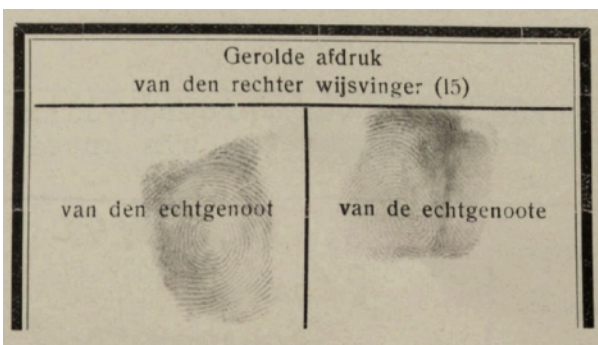 Gerolde afdruk
van den rechter wijsvinger (15)
van den echtgenoot
van de echtgenoote